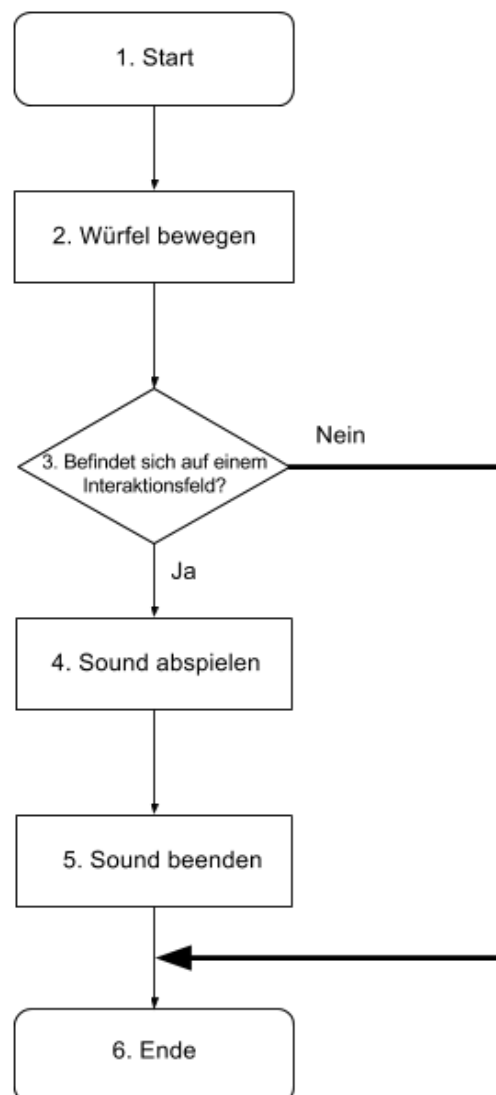 1. Start
2. Würfel bewegen
3. Befindet sich auf einem
Interaktionsfeld?
Nein
Ja
4. Sound abspielen
5. Sound beenden
6. Ende